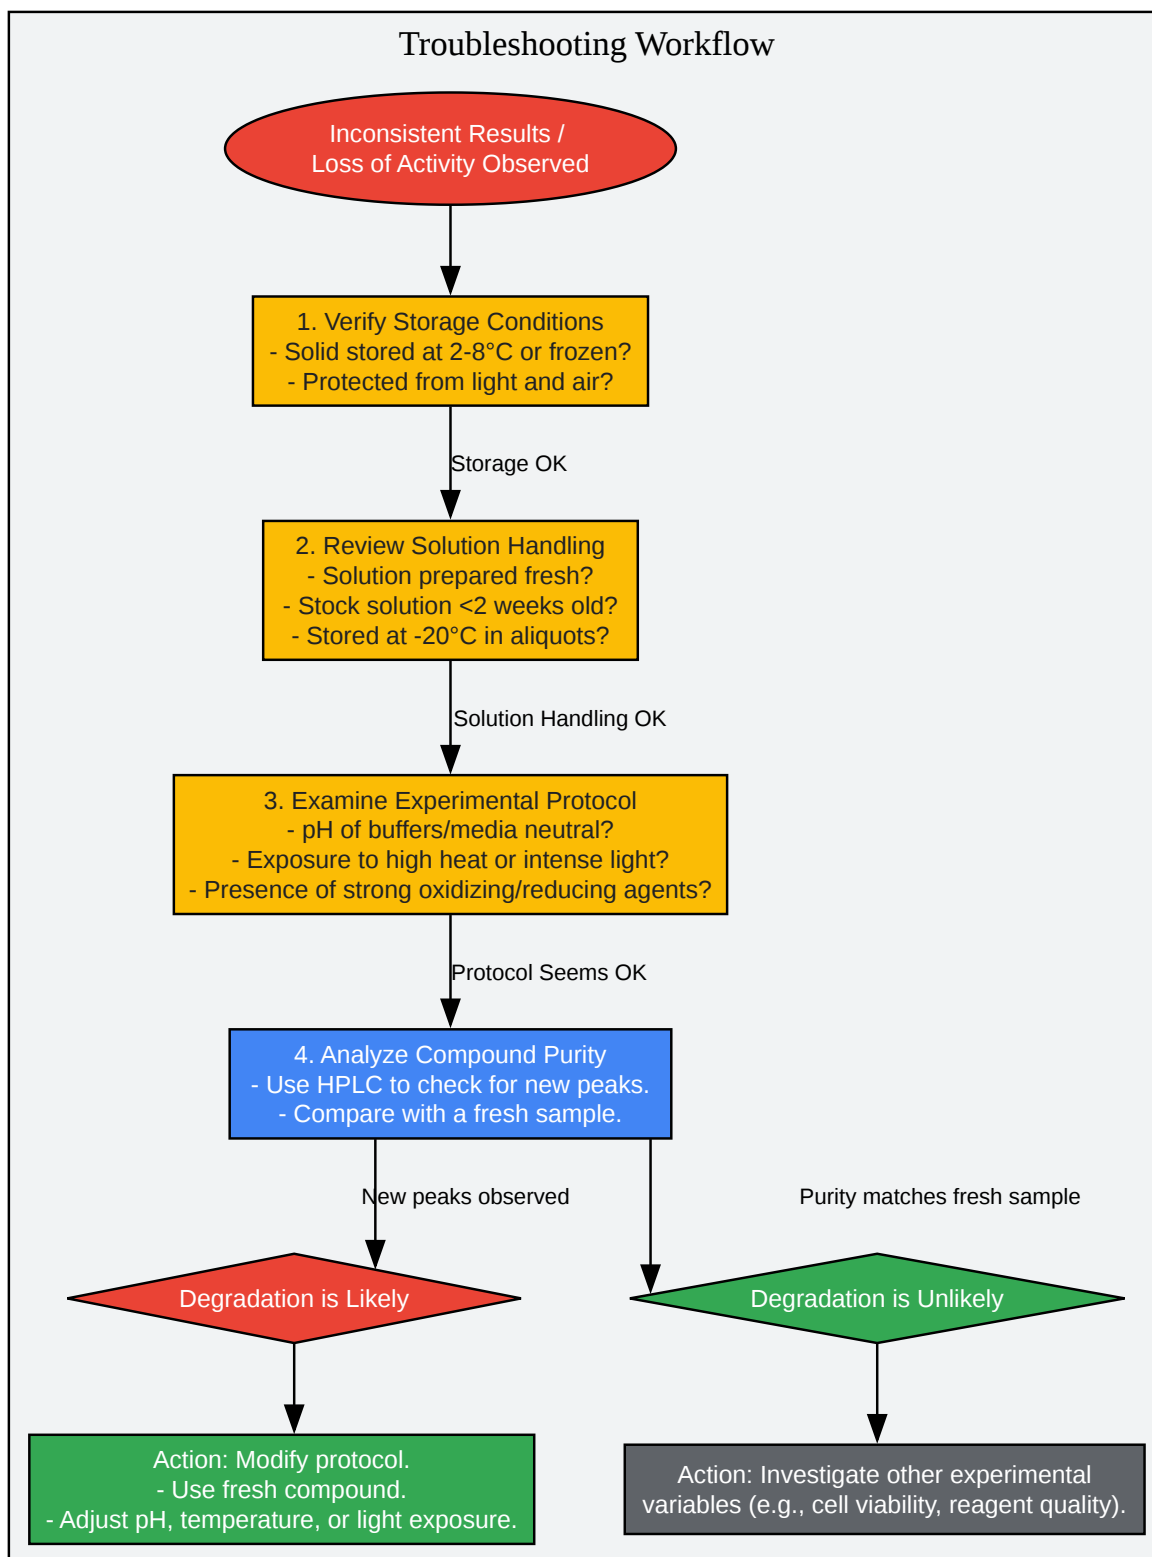 Troubleshooting Workflow
Inconsistent Results /
Loss of Activity Observed
1. Verify Storage Conditions
- Solid stored at 2-8°C or frozen?
- Protected from light and air?
Storage OK
2. Review Solution Handling
- Solution prepared fresh?
- Stock solution <2 weeks old?
- Stored at -20°C in aliquots?
Solution Handling OK
3. Examine Experimental Protocol
- pH of buffers/media neutral?
- Exposure to high heat or intense light?
- Presence of strong oxidizing/reducing agents?
Protocol Seems OK
4. Analyze Compound Purity
- Use HPLC to check for new peaks.
- Compare with a fresh sample.
New peaks observed
Purity matches fresh sample
Degradation is Likely
Degradation is Unlikely
Action: Modify protocol.
- Use fresh compound.
- Adjust pH, temperature, or light exposure.
Action: Investigate other experimental
variables (e.g., cell viability, reagent quality).